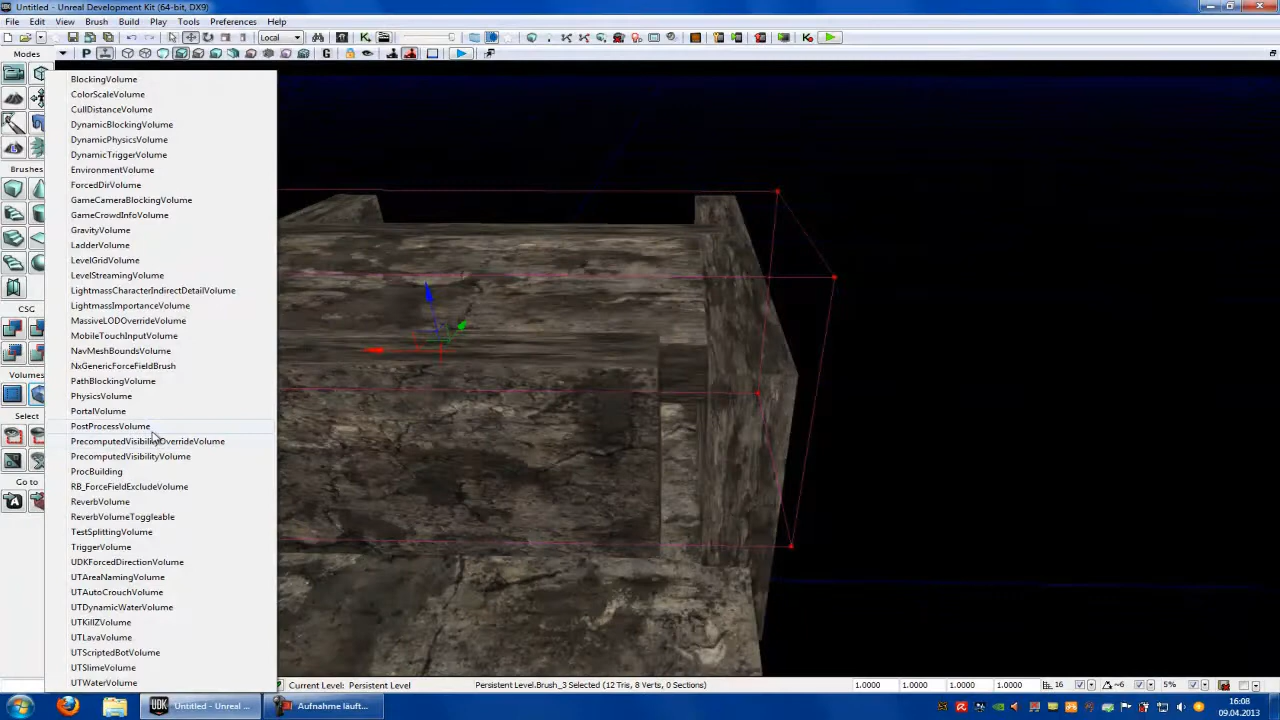 Untitled - Unreal Development Kit (64-bit, DX9)
File Edit View Brush Build Play Tools Preferences Help
Local
Modes
Brushes
CSG
Volumes
Select
Go to
BlockingVolume
ColorScaleVolume
CullDistanceVolume
DynamicBlockingVolume
DynamicPhysicsVolume
DynamicTriggerVolume
EnvironmentVolume
ForcedDirVolume
GameCameraBlockingVolume
GameCrowdInfoVolume
GravityVolume
LadderVolume
LevelGridVolume
LevelStreamingVolume
LightmassCharacterIndirectDetailVolume
LightmassImportanceVolume
MassiveLODOverrideVolume
MobileTouchInputVolume
NavMeshBoundsVolume
NxGenericForceFieldBrush
PathBlockingVolume
PhysicsVolume
PortalVolume
PostProcessVolume
PrecomputedVisibilityOverrideVolume
PrecomputedVisibilityVolume
ProcBuilding
RB_ForceFieldExcludeVolume
ReverbVolume
ReverbVolumeToggleable
TestSplittingVolume
TriggerVolume
UDKForcedDirectionVolume
UTAreaNamingVolume
UTAutoCrouchVolume
UTDynamicWaterVolume
UTKillZVolume
UTLavaVolume
UTScriptedBotVolume
UTSlimeVolume
UTWaterVolume
Current Level: Persistent Level Persistent Level.Brush_3 Selected (12 Tris, 8 Verts, 0 Sections) 1.0000 1.0000 1.0000 1.0000 16 ~6 5%
Untitled - Unreal ... Aufnahme läuft... 16:08
09.04.2013